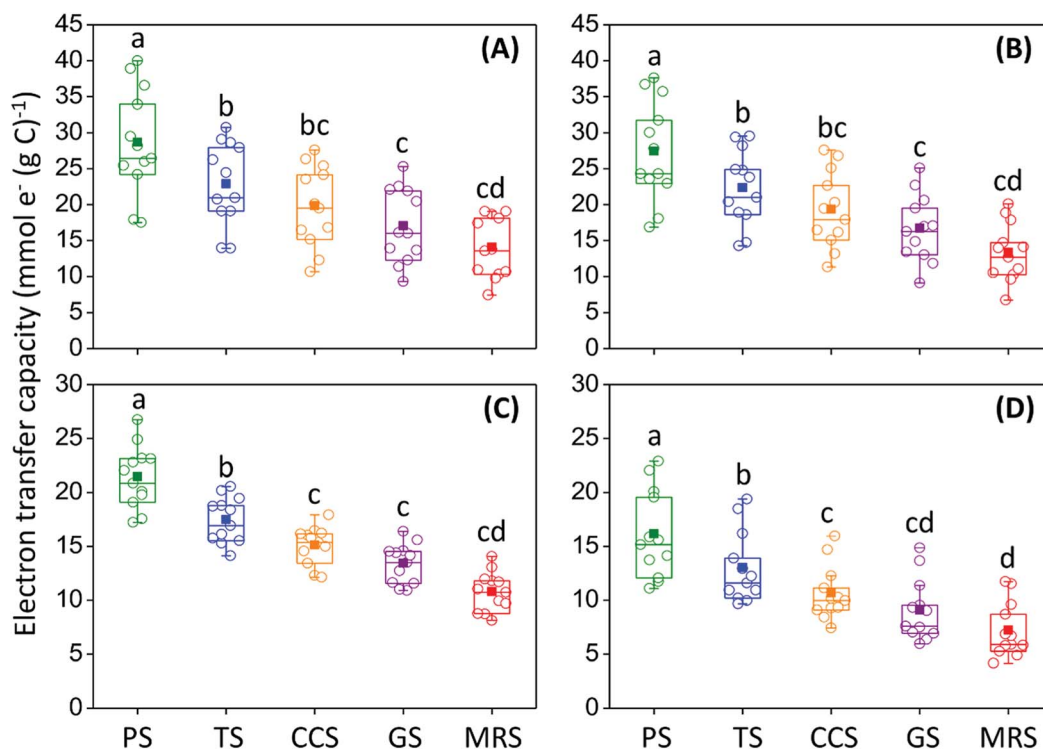 Electron transfer capacity (mmol e⁻ (g C)⁻¹
45
40
35
30
25
20
15
10
5
0
a
b
bc
c
cd
(A)
45
40
35
30
25
20
15
10
5
0
a
b
bc
c
cd
(B)
30
25
20
15
10
5
0
a
b
c
c
cd
(C)
PS TS CCS GS MRS
30
25
20
15
10
5
0
a
b
c
cd
d
(D)
PS TS CCS GS MRS